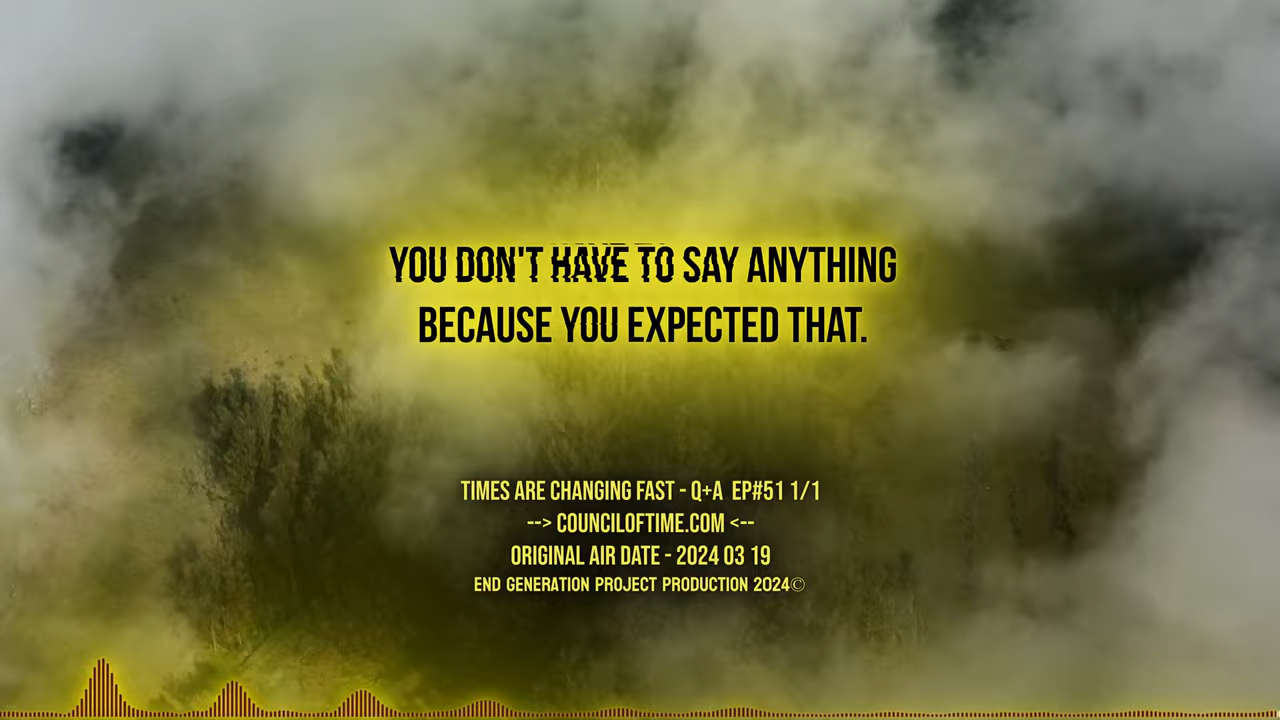 YOU DON'T HAVE TO SAY ANYTHING
BECAUSE YOU EXPECTED THAT.
TIMES ARE CHANGING FAST - Q+A EP#51 1/1
--> COUNCILOFTIME.COM <--
ORIGINAL AIR DATE - 2024 03 19
END GENERATION PROJECT PRODUCTION 2024©